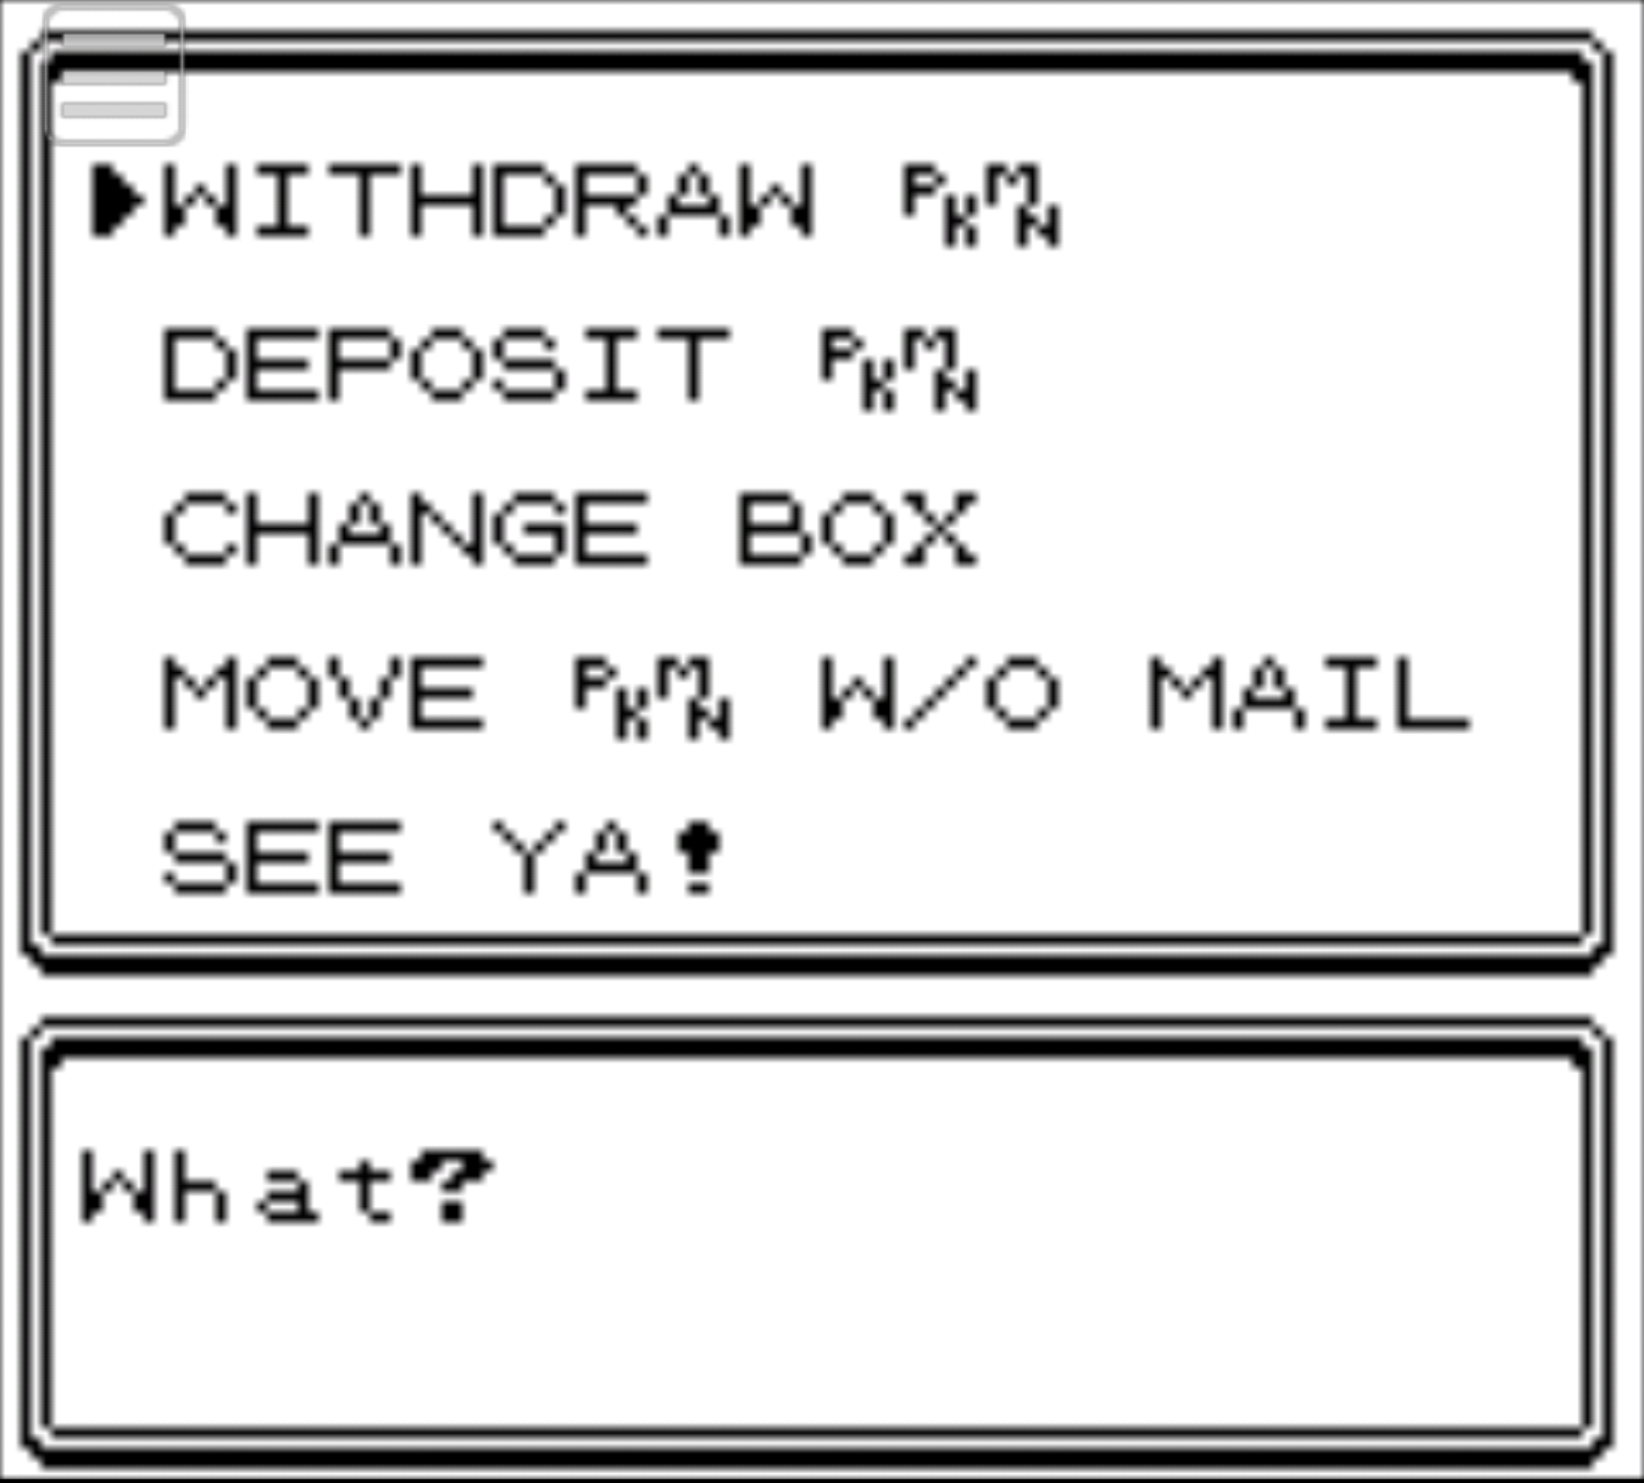 ▶WITHDRAW PKMN
DEPOSIT PKMN
CHANGE BOX
MOVE PKMN W/O MAIL
SEE YA!
What?